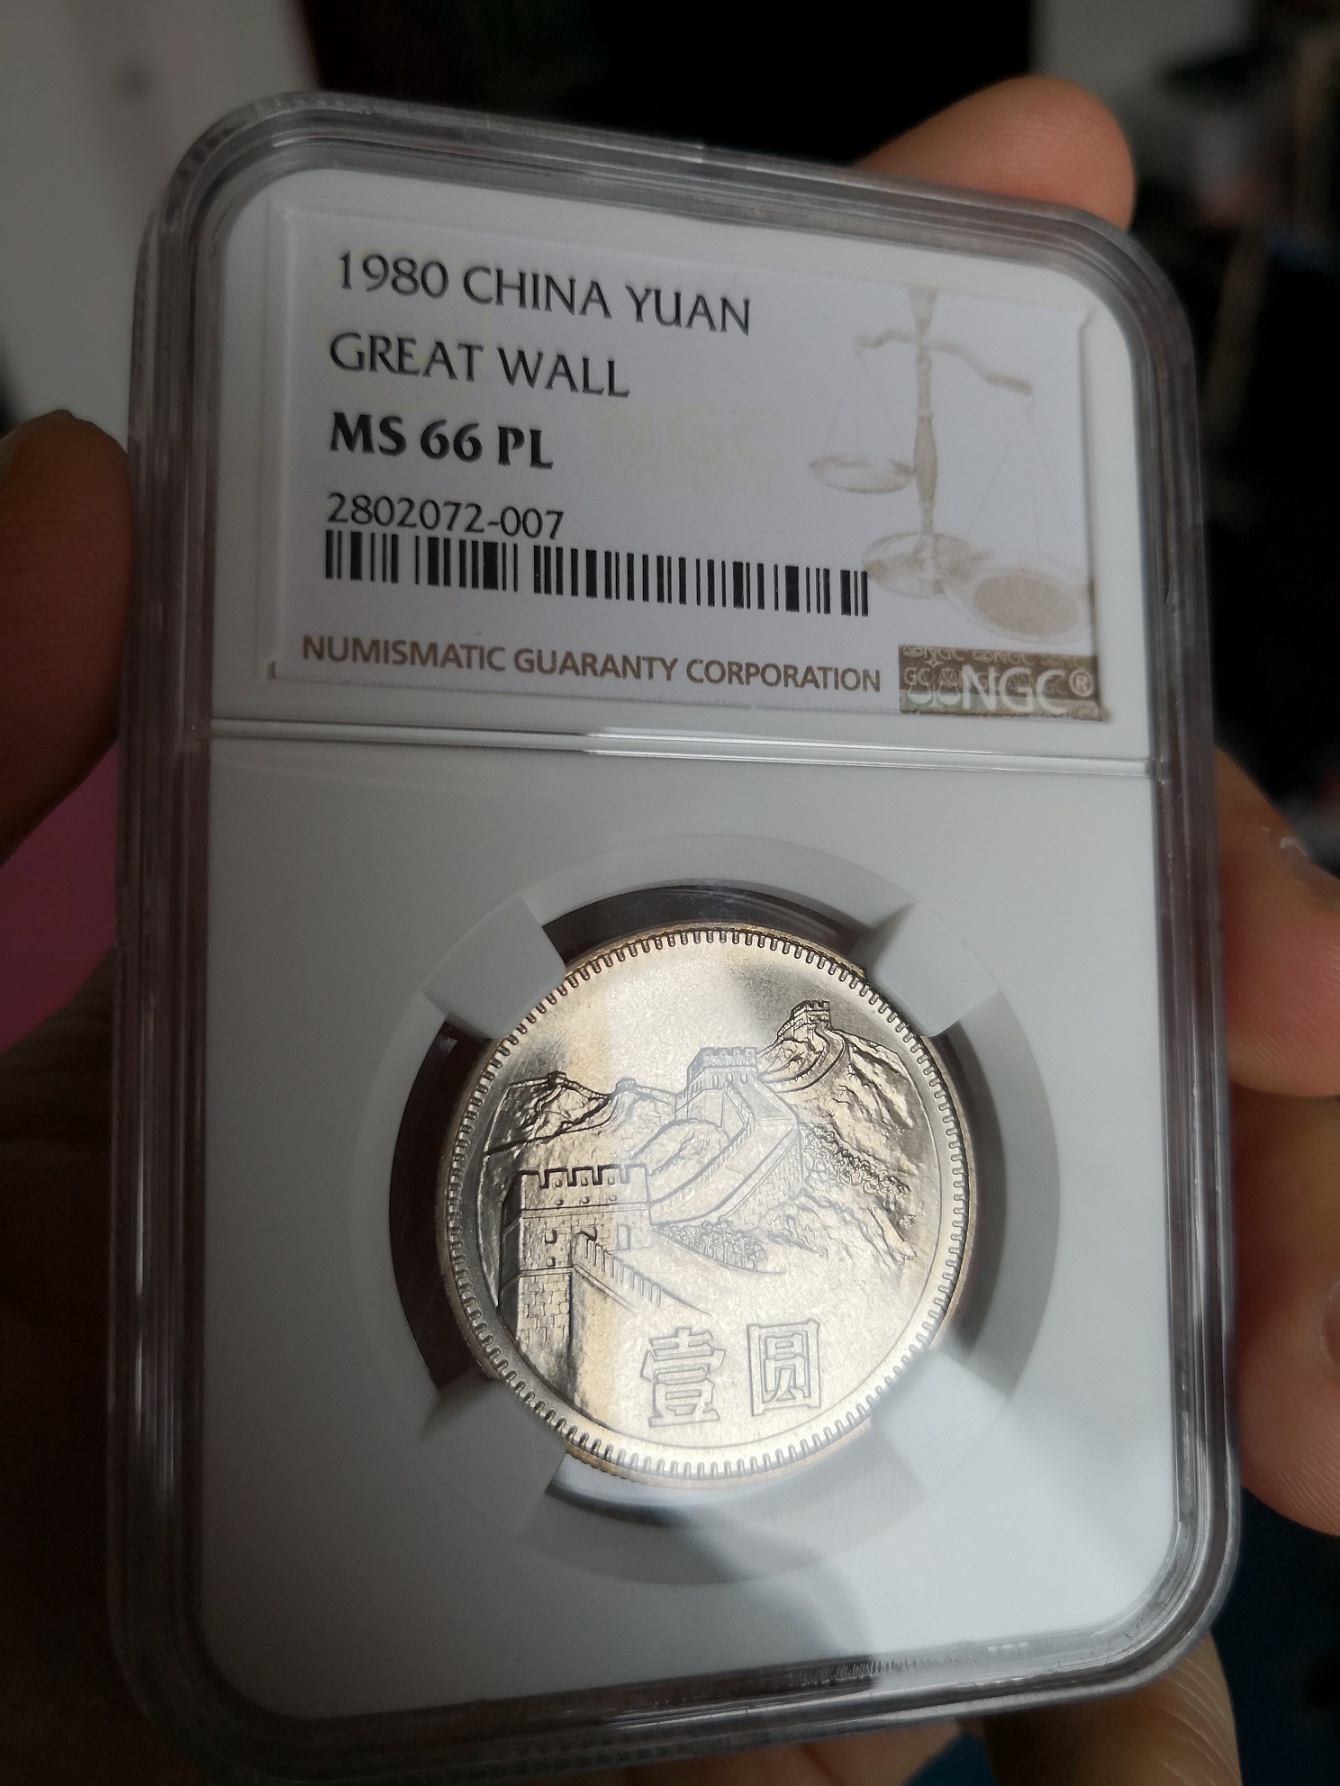 1980 CHINA YUAN
GREAT WALL
MS 66 PL
2802072-007
NUMISMATIC GUARANTY CORPORATION
NGC®
壹圆